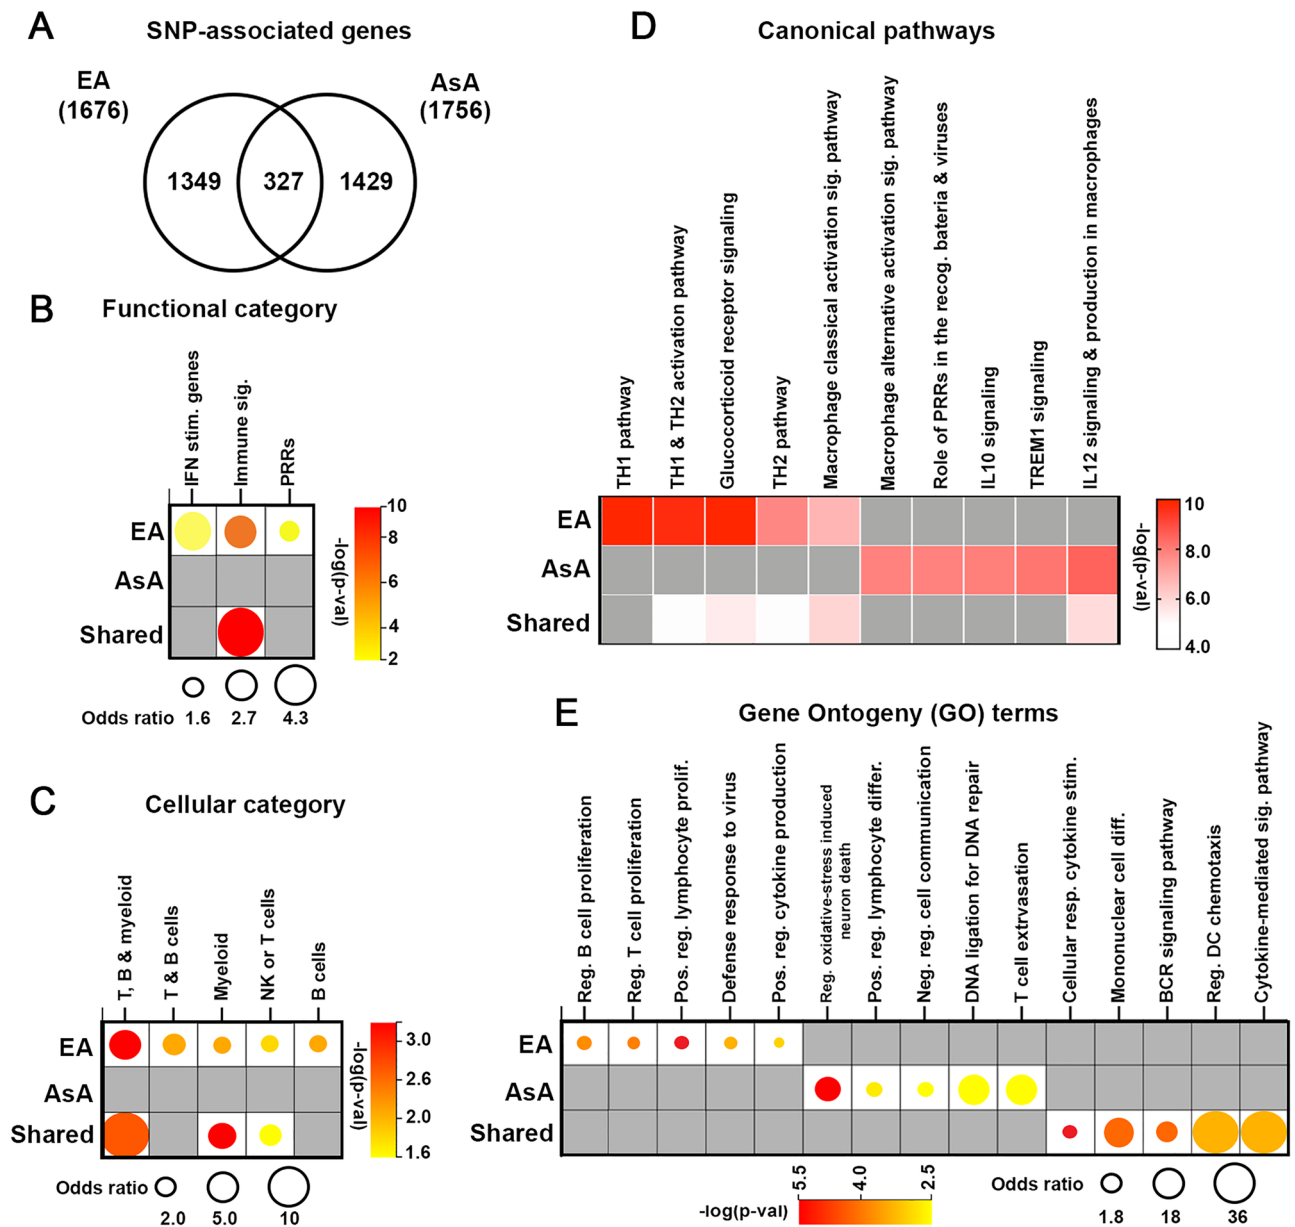 A
SNP-associated genes
EA
(1676)
AsA
(1756)
1349
327
1429
B
Functional category
IFN stim. genes
Immune sig.
PRRs
EA
AsA
Shared
10
8
6
4
2
-log(p-val)
Odds ratio
1.6
2.7
4.3
C
Cellular category
T, B & myeloid
T & B cells
Myeloid
NK or T cells
B cells
EA
AsA
Shared
3.0
2.6
2.0
1.6
-log(p-val)
Odds ratio
2.0
5.0
10
D
Canonical pathways
TH1 pathway
TH1 & TH2 activation pathway
Glucocorticoid receptor signaling
TH2 pathway
Macrophage classical activation sig. pathway
Macrophage alternative activation sig. pathway
Role of PRRs in the recog. bateria & viruses
IL10 signaling
TREM1 signaling
IL12 signaling & production in macrophages
EA
AsA
Shared
10
8.0
6.0
4.0
-log(p-val)
E
Gene Ontogeny (GO) terms
Reg. B cell proliferation
Reg. T cell proliferation
Pos. reg. lymphocyte prolif.
Defense response to virus
Pos. reg. cytokine production
Reg. oxidative-stress induced
neuron death
Pos. reg. lymphocyte differ.
Neg. reg. cell communication
DNA ligation for DNA repair
T cell extrvasation
Cellular resp. cytokine stim.
Mononuclear cell diff.
BCR signaling pathway
Reg. DC chemotaxis
Cytokine-mediated sig. pathway
EA
AsA
Shared
-log(p-val)
5.5
4.0
2.5
Odds ratio
1.8
18
36